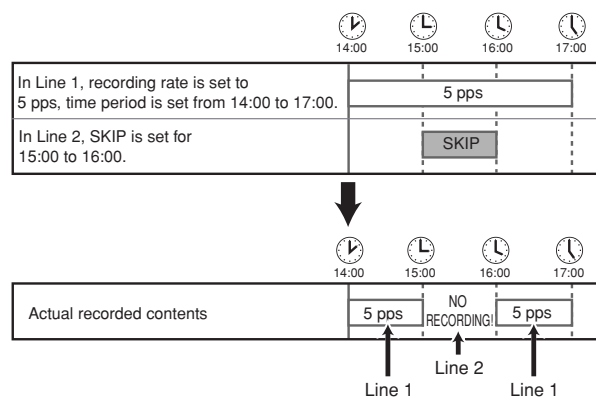 14:00 15:00 16:00 17:00
In Line 1, recording rate is set to
5 pps, time period is set from 14:00 to 17:00.
5 pps
In Line 2, SKIP is set for
15:00 to 16:00.
SKIP
14:00 15:00 16:00 17:00
Actual recorded contents
5 pps
NO
RECORDING!
5 pps
Line 2
Line 1 Line 1